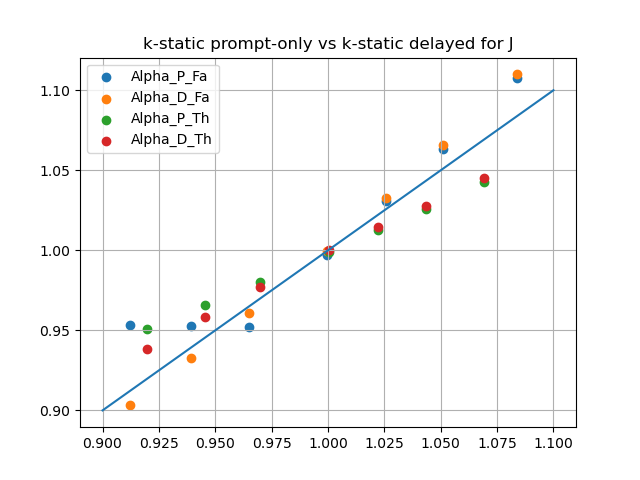 k-static prompt-only vs k-static delayed for J
Alpha_P_Fa
Alpha_D_Fa
Alpha_P_Th
Alpha_D_Th
1.10
1.05
1.00
0.95
0.90
0.900 0.925 0.950 0.975 1.000 1.025 1.050 1.075 1.100